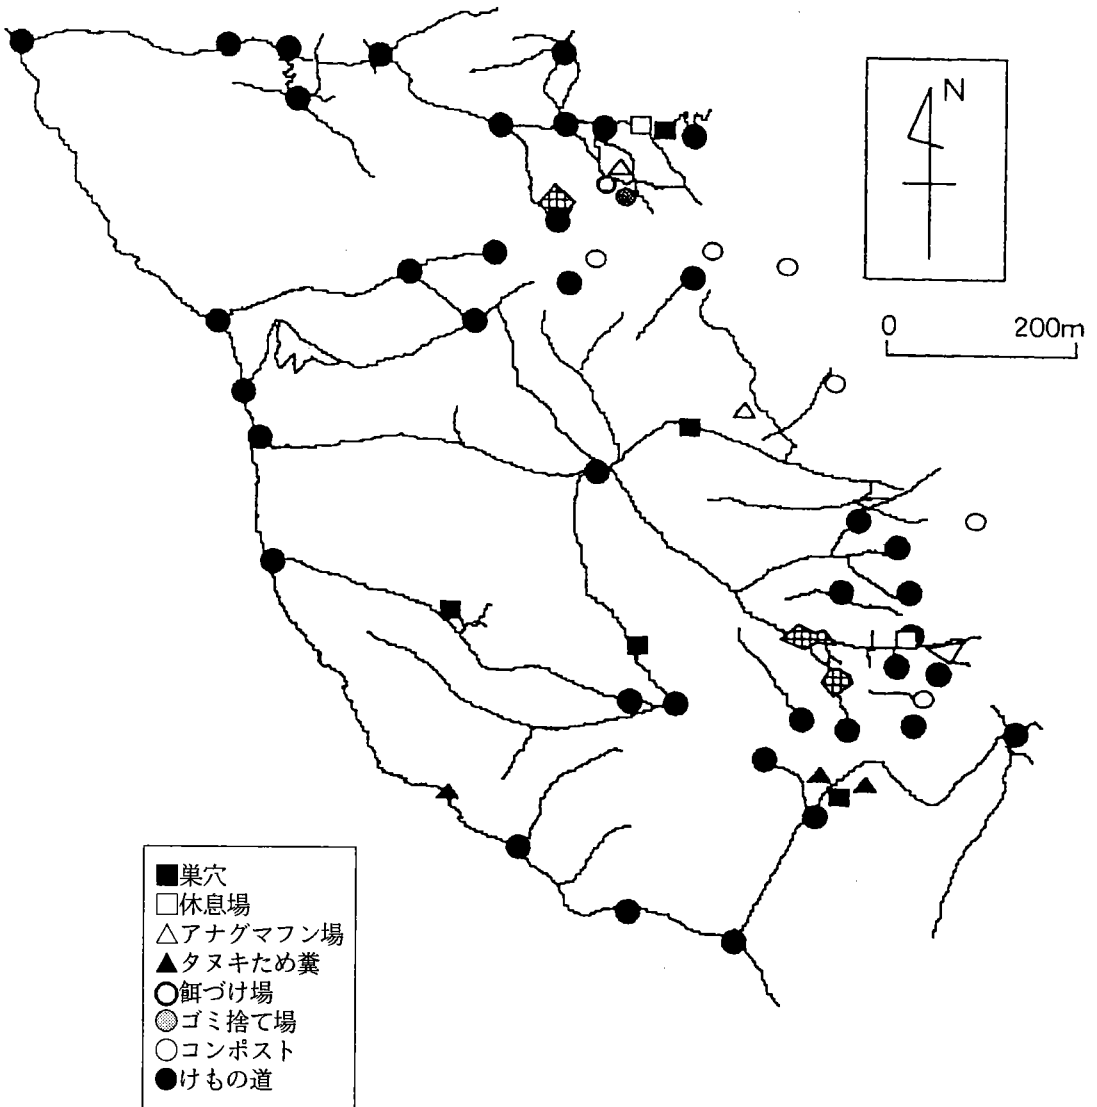 N
0 200m
■巣穴
□休息場
△アナグマフン場
▲タヌキため糞
○餌づけ場
●ゴミ捨て場
○コンポスト
●けもの道